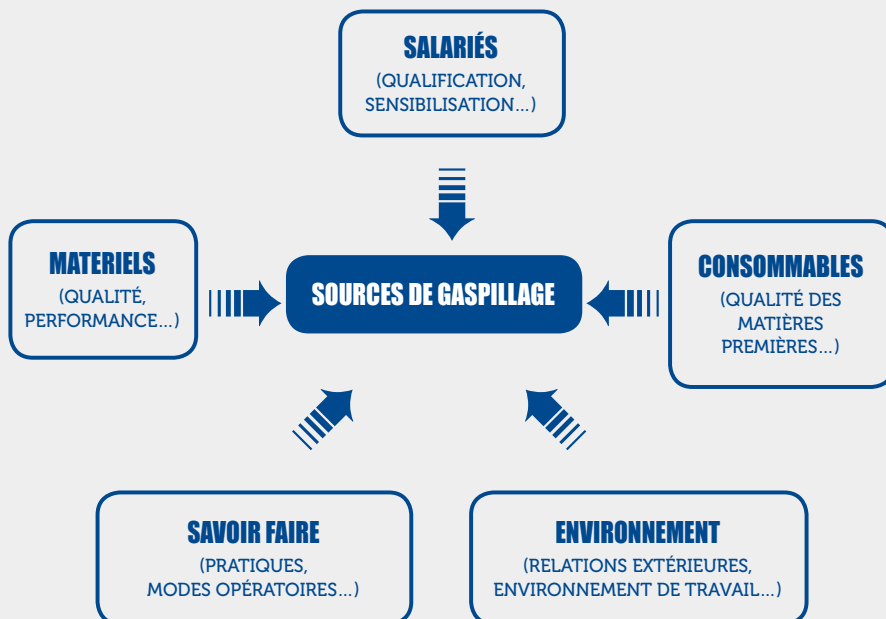 SALARIÉS
(QUALIFICATION,
SENSIBILISATION...)
MATERIELS
(QUALITÉ,
PERFORMANCE...)
SOURCES DE GASPILLAGE
CONSOMMABLES
(QUALITÉ DES
MATIÈRES
PREMIÈRES...)
SAVOIR FAIRE
(PRATIQUES,
MODES OPÉRATOIRES...)
ENVIRONNEMENT
(RELATIONS EXTÉRIEURES,
ENVIRONNEMENT DE TRAVAIL...)